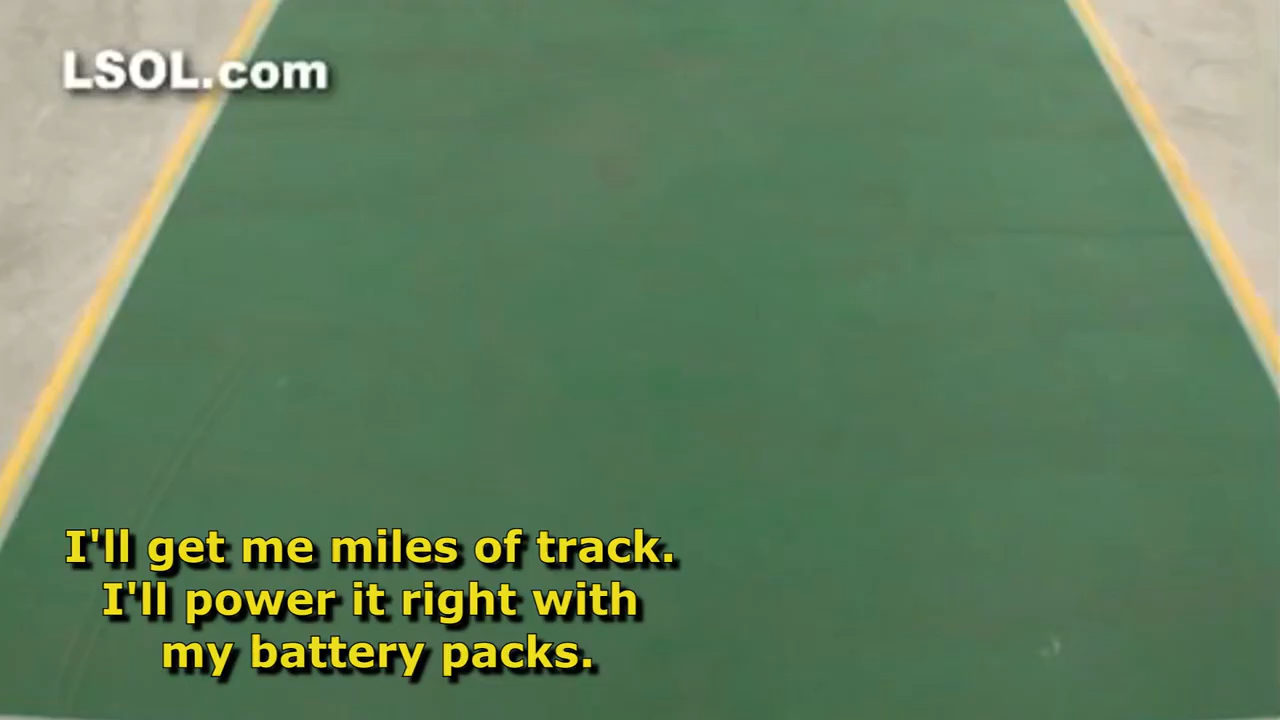 LSOL.com
I'll get me miles of track.
I'll power it right with
my battery packs.